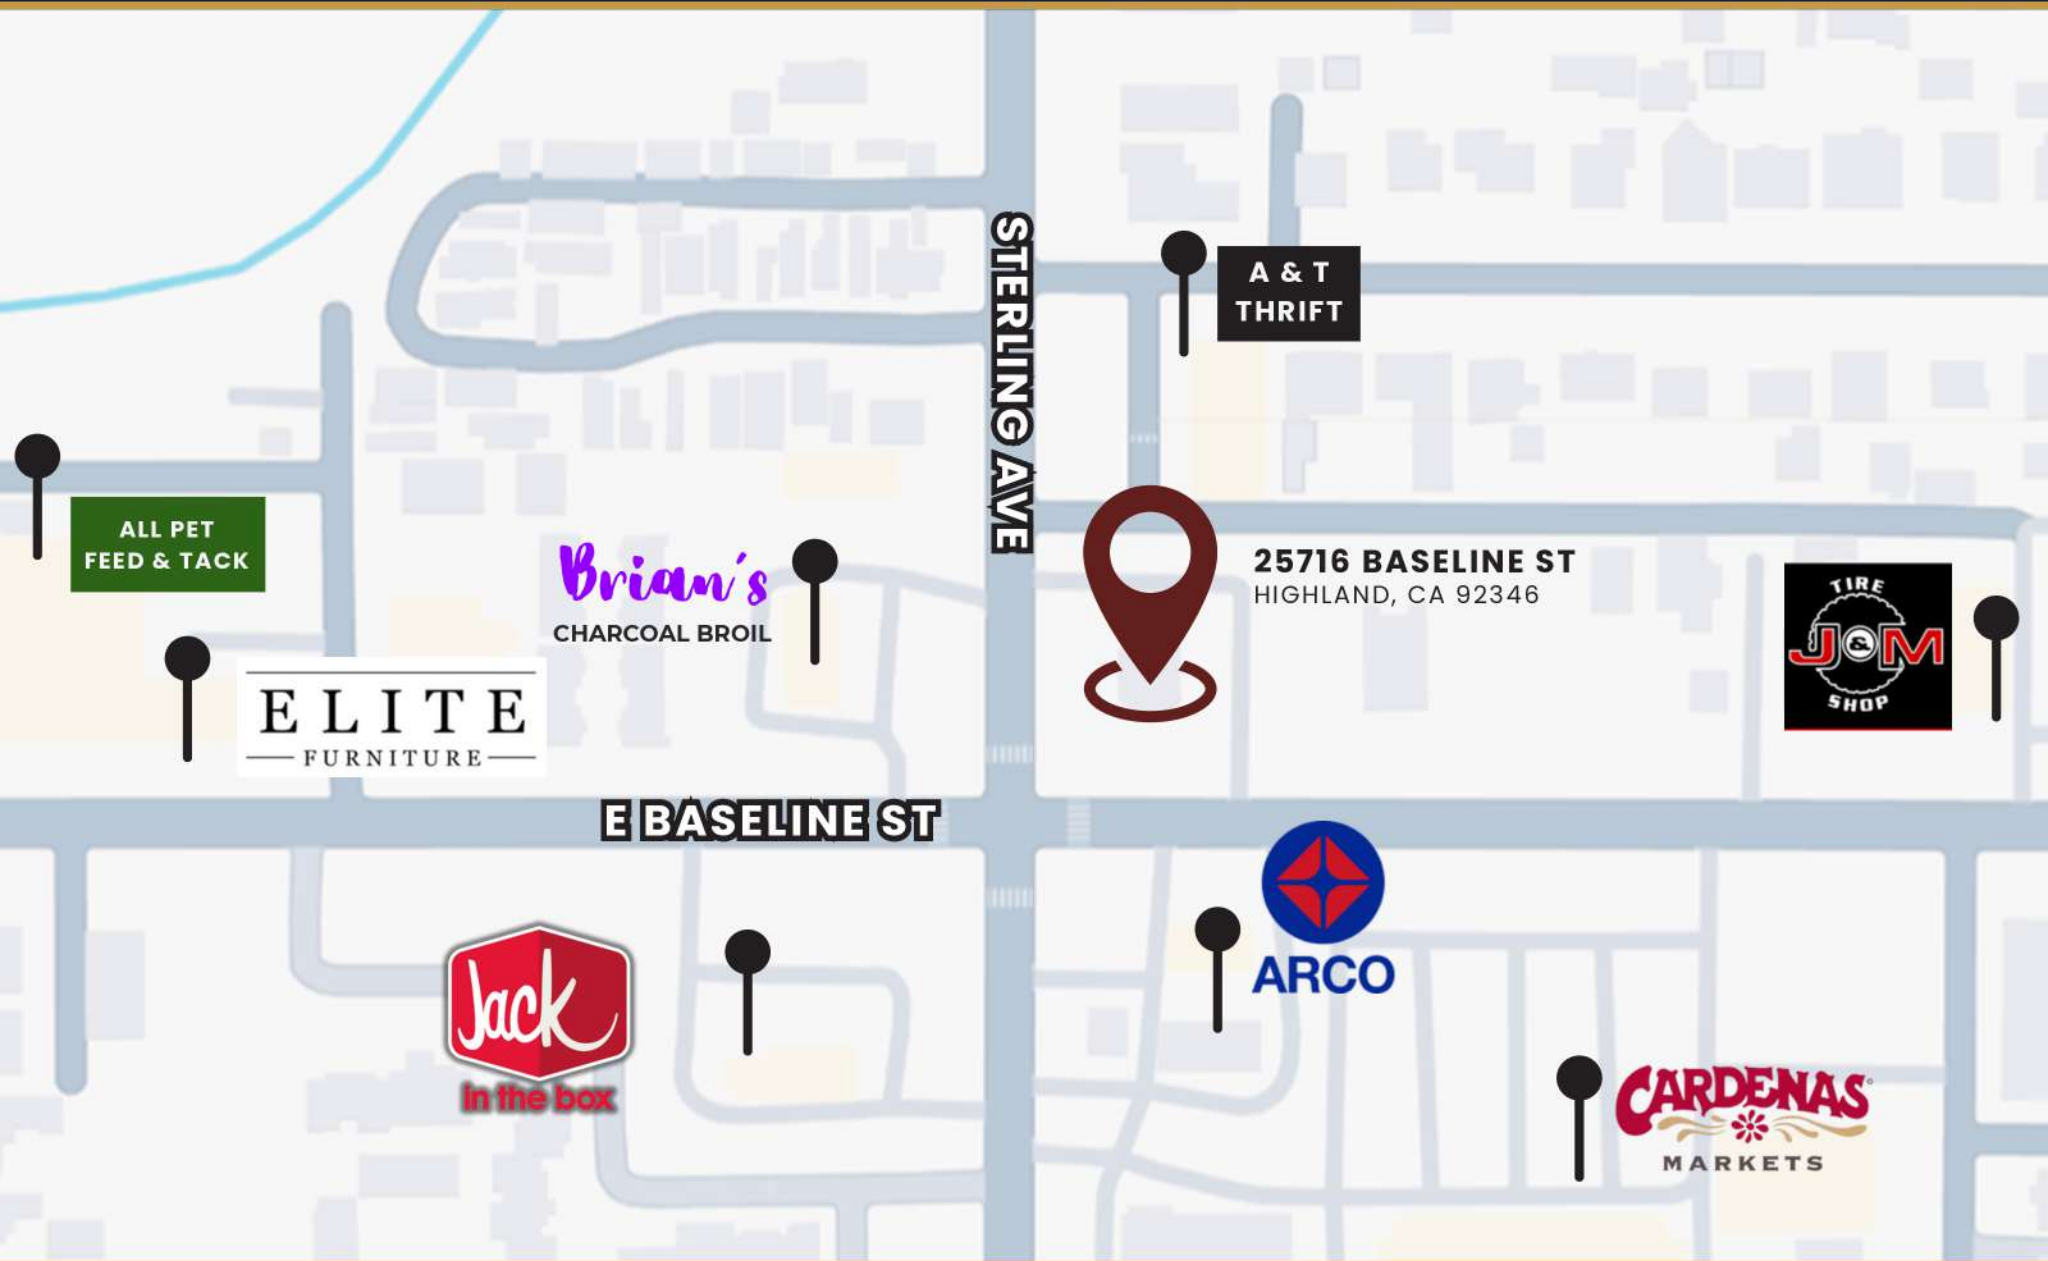 STERLING AVE
A & T
THRIFT
ALL PET
FEED & TACK
Brian's
CHARCOAL BROIL
25716 BASELINE ST
HIGHLAND, CA 92346
TIRE
J&M
SHOP
ELITE
FURNITURE
E BASELINE ST
Jack
in the box
ARCO
CARDENAS
MARKETS